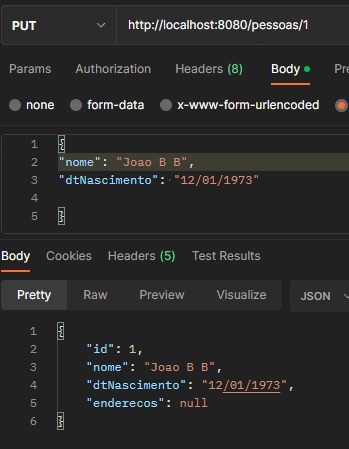 PUT http://localhost:8080/pessoas/1
Params Authorization Headers (8) Body Pre
none form-data x-www-form-urlencoded
1 {
2 "nome": "Joao B B",
3 "dtNascimento": "12/01/1973"
4
5 }
Body Cookies Headers (5) Test Results
Pretty Raw Preview Visualize JSON
1 {
2 "id": 1,
3 "nome": "Joao B B",
4 "dtNascimento": "12/01/1973",
5 "enderecos": null
6 }